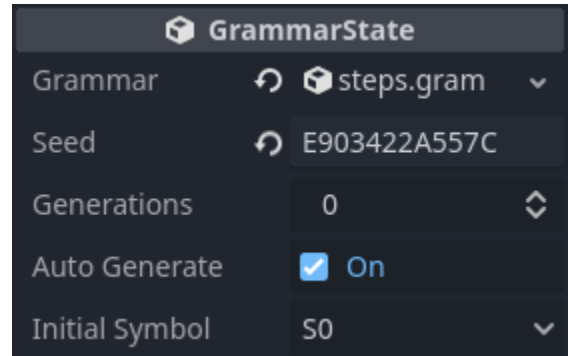 GrammarState
Grammar steps.gram
Seed E903422A557C
Generations 0
Auto Generate On
Initial Symbol S0